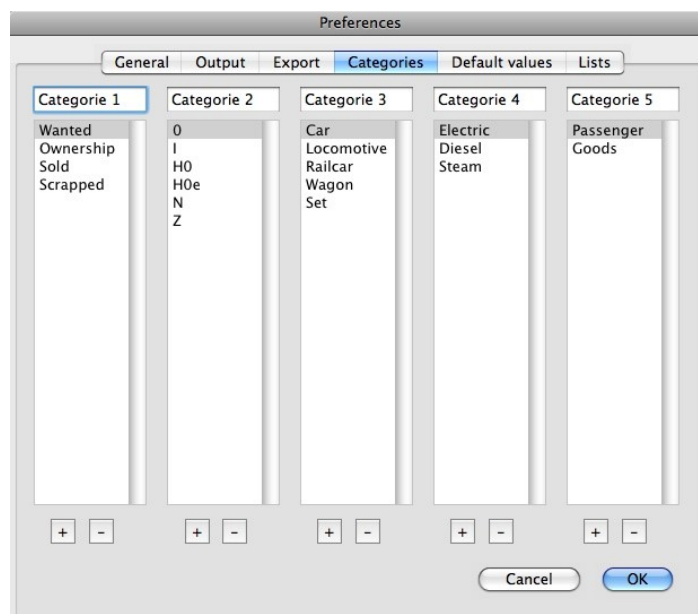 Preferences
General Output Export Categories Default values Lists
Categorie 1 Categorie 2 Categorie 3 Categorie 4 Categorie 5
Wanted 0 Car Electric Passenger
Ownership I Locomotive Diesel Goods
Sold H0 Railcar Steam
Scrapped H0e Wagon
N Set
Z
+ - + - + - + - + -
Cancel OK